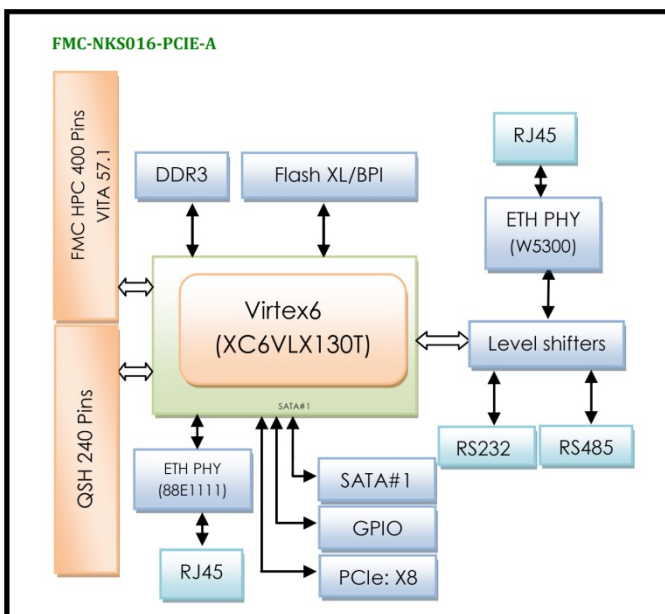 FMC-NKS016-PCIE-A
FMC HPC 400 Pins
VITA 57.1
QSH 240 Pins
DDR3
Flash XL/BPI
RJ45
ETH PHY
(W5300)
Virtex6
(XC6VLX130T)
Level shifters
SATA#1
RS232
RS485
ETH PHY
(88E1111)
SATA#1
GPIO
RJ45
PCIe: X8